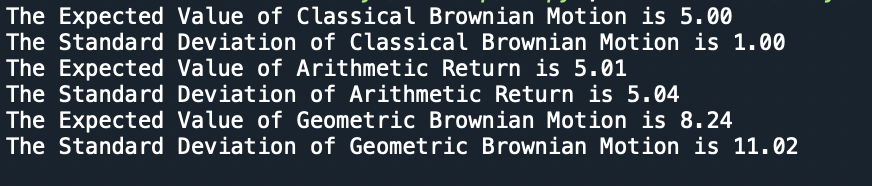 The Expected Value of Classical Brownian Motion is 5.00
The Standard Deviation of Classical Brownian Motion is 1.00
The Expected Value of Arithmetic Return is 5.01
The Standard Deviation of Arithmetic Return is 5.04
The Expected Value of Geometric Brownian Motion is 8.24
The Standard Deviation of Geometric Brownian Motion is 11.02